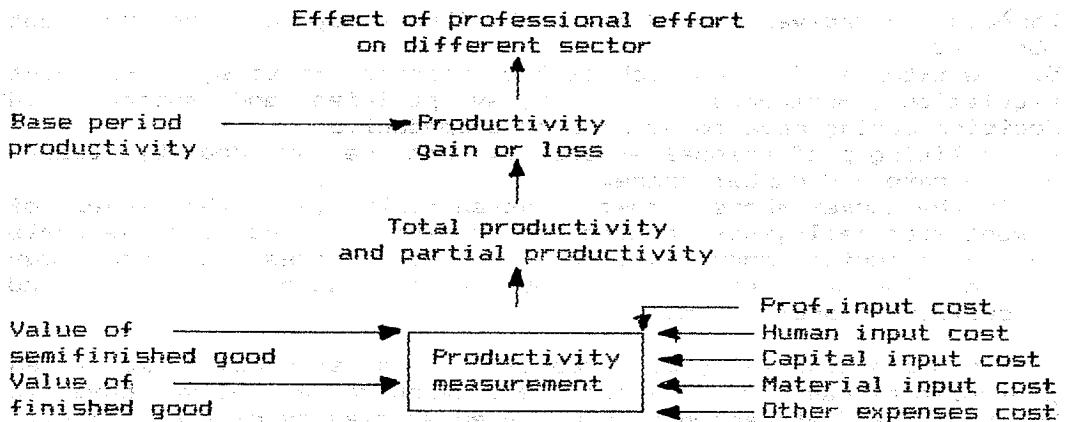 Effect of professional effort
on different sector
Base period
productivity
Productivity
gain or loss
Total productivity
and partial productivity
Value of
semifinished good
Value of
finished good
Productivity
measurement
Prof.input cost
Human input cost
Capital input cost
Material input cost
Other expenses cost